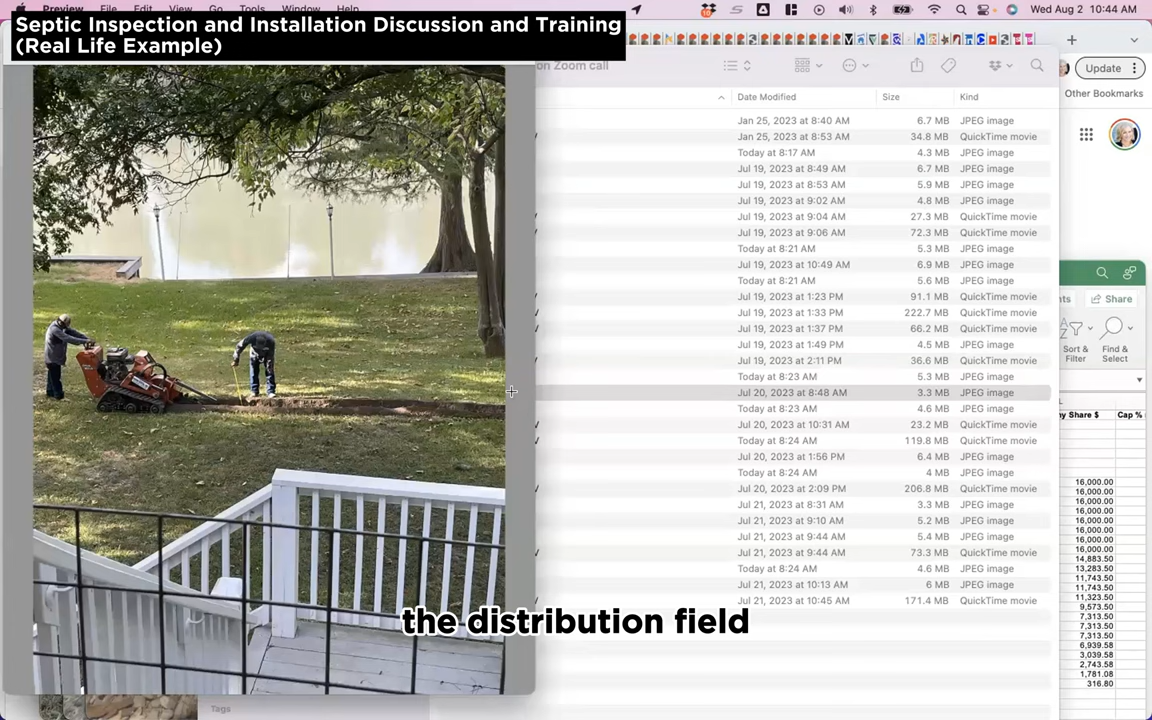 Preview File Edit View Go Tools Window Help
Wed Aug 2 10:44 AM
Septic Inspection and Installation Discussion and Training
(Real Life Example)
on Zoom call
Update
Other Bookmarks
Date Modified Size Kind
Jan 25, 2023 at 8:40 AM 6.7 MB JPEG image
Jan 25, 2023 at 8:53 AM 34.8 MB QuickTime movie
Today at 8:17 AM 4.3 MB JPEG image
Jul 19, 2023 at 8:49 AM 6.7 MB JPEG image
Jul 19, 2023 at 8:53 AM 5.9 MB JPEG image
Jul 19, 2023 at 9:02 AM 4.8 MB JPEG image
Jul 19, 2023 at 9:04 AM 27.3 MB QuickTime movie
Jul 19, 2023 at 9:06 AM 72.3 MB QuickTime movie
Today at 8:21 AM 5.3 MB JPEG image
Jul 19, 2023 at 10:49 AM 6.9 MB JPEG image
Today at 8:21 AM 5.6 MB JPEG image
Jul 19, 2023 at 1:23 PM 91.1 MB QuickTime movie
Jul 19, 2023 at 1:33 PM 222.7 MB QuickTime movie
Jul 19, 2023 at 1:37 PM 66.2 MB QuickTime movie
Jul 19, 2023 at 1:49 PM 4.5 MB JPEG image
Jul 19, 2023 at 2:11 PM 36.6 MB QuickTime movie
Today at 8:23 AM 5.3 MB JPEG image
Jul 20, 2023 at 8:48 AM 3.3 MB JPEG image
Today at 8:23 AM 4.6 MB JPEG image
Jul 20, 2023 at 10:31 AM 23.2 MB QuickTime movie
Today at 8:24 AM 119.8 MB QuickTime movie
Jul 20, 2023 at 1:56 PM 6.4 MB JPEG image
Today at 8:24 AM 4 MB JPEG image
Jul 20, 2023 at 2:09 PM 206.8 MB QuickTime movie
Jul 21, 2023 at 8:31 AM 3.3 MB JPEG image
Jul 21, 2023 at 9:10 AM 5.2 MB JPEG image
Jul 21, 2023 at 9:44 AM 5.4 MB JPEG image
Jul 21, 2023 at 9:44 AM 73.3 MB QuickTime movie
Today at 8:24 AM 4.6 MB JPEG image
Jul 21, 2023 at 10:13 AM 6 MB JPEG image
Jul 21, 2023 at 10:45 AM 171.4 MB QuickTime movie
nts Share
Sort & Filter
Find & Select
ny Share $ Cap %
16,000.00
16,000.00
16,000.00
16,000.00
16,000.00
16,000.00
16,000.00
14,883.50
13,283.50
11,743.50
11,743.50
11,323.50
9,573.50
7,313.50
7,313.50
7,313.50
6,939.58
3,039.58
2,743.58
1,781.08
316.80
the distribution field
Tags